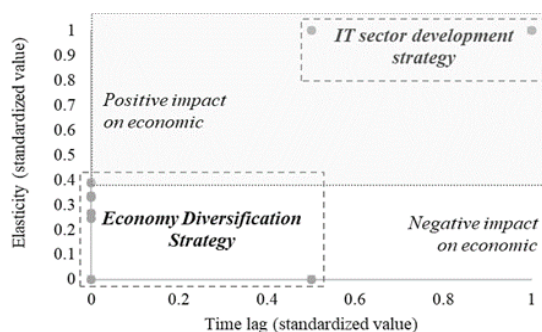 1
0.9
0.8
0.7
0.6
0.5
0.4
0.3
0.2
0.1
0
Elasticity (standardized value)
IT sector development
strategy
Positive impact
on economic
Economy Diversification
Strategy
Negative impact
on economic
0
0.2
0.4
0.6
0.8
1
Time lag (standardized value)